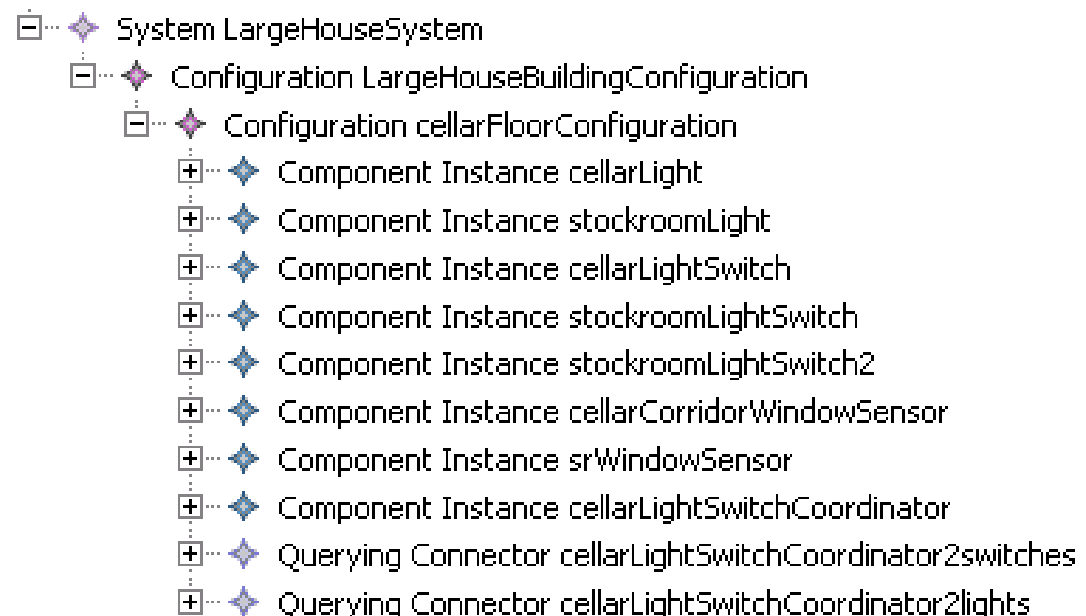 System LargeHouseSystem
Configuration LargeHouseBuildingConfiguration
Configuration cellarFloorConfiguration
Component Instance cellarLight
Component Instance stockroomLight
Component Instance cellarLightSwitch
Component Instance stockroomLightSwitch
Component Instance stockroomLightSwitch2
Component Instance cellarCorridorWindowSensor
Component Instance srWindowSensor
Component Instance cellarLightSwitchCoordinator
Querying Connector cellarLightSwitchCoordinator2switches
Querying Connector cellarLightSwitchCoordinator2lights